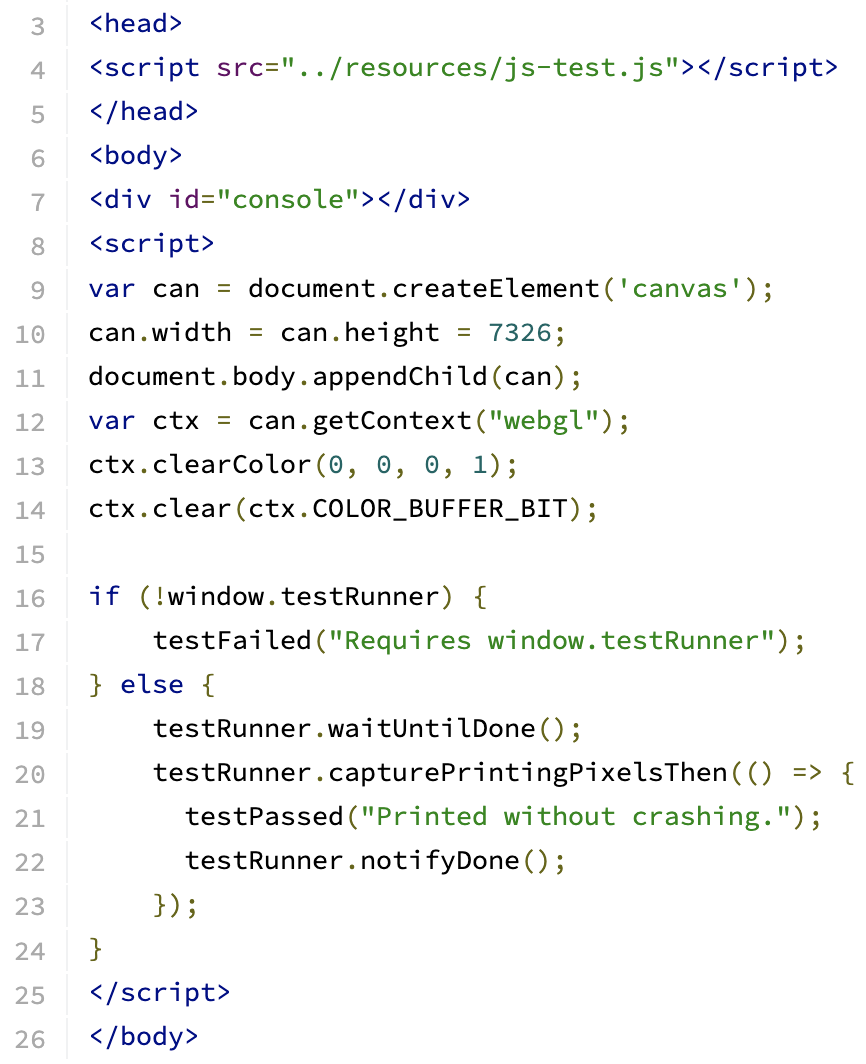 3 <head>
4 <script src="../resources/js-test.js"></script>
5 </head>
6 <body>
7 <div id="console"></div>
8 <script>
9 var can = document.createElement('canvas');
10 can.width = can.height = 7326;
11 document.body.appendChild(can);
12 var ctx = can.getContext("webgl");
13 ctx.clearColor(0, 0, 0, 1);
14 ctx.clear(ctx.COLOR_BUFFER_BIT);
15
16 if (!window.testRunner) {
17     testFailed("Requires window.testRunner");
18 } else {
19     testRunner.waitUntilDone();
20     testRunner.capturePrintingPixelsThen(() => {
21       testPassed("Printed without crashing.");
22       testRunner.notifyDone();
23     });
24 }
25 </script>
26 </body>